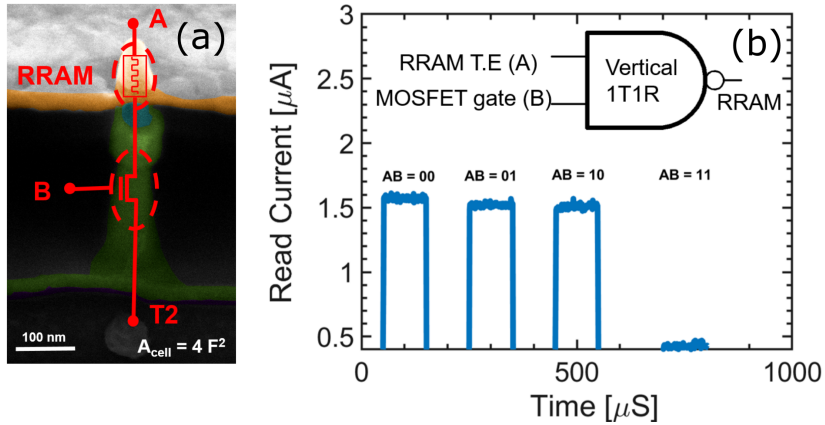 (a)
A
RRAM
B
T2
100 nm
A_cell = 4 F²
(b)
RRAM T.E (A)
MOSFET gate (B)
Vertical
1T1R
RRAM
AB = 00
AB = 01
AB = 10
AB = 11
Read Current [μA]
3
2.5
2
1.5
1
0.5
0
500
1000
Time [μS]